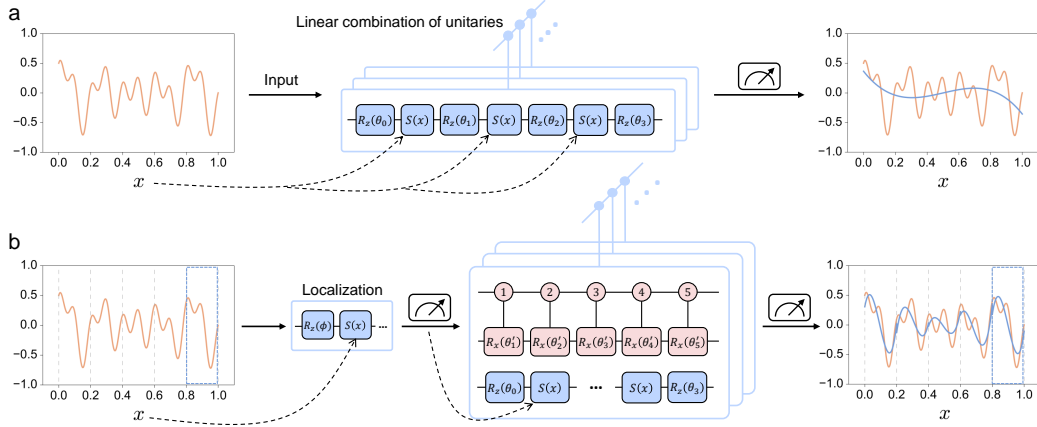 a
Linear combination of unitaries
1.0
0.5
0.0
−0.5
−1.0
0.0 0.2 0.4 0.6 0.8 1.0
x
Input
R_z(θ_0) S(x) R_z(θ_1) S(x) R_z(θ_2) S(x) R_z(θ_3)
1.0
0.5
0.0
−0.5
−1.0
0.0 0.2 0.4 0.6 0.8 1.0
x
b
1.0
0.5
0.0
−0.5
−1.0
0.0 0.2 0.4 0.6 0.8 1.0
x
Localization
R_z(ϕ) S(x) ...
1 2 3 4 5
R_x(θ′_1) R_x(θ′_2) R_x(θ′_3) R_x(θ′_4) R_x(θ′_5)
R_z(θ_0) S(x) ... S(x) R_z(θ_3)
1.0
0.5
0.0
−0.5
−1.0
0.0 0.2 0.4 0.6 0.8 1.0
x